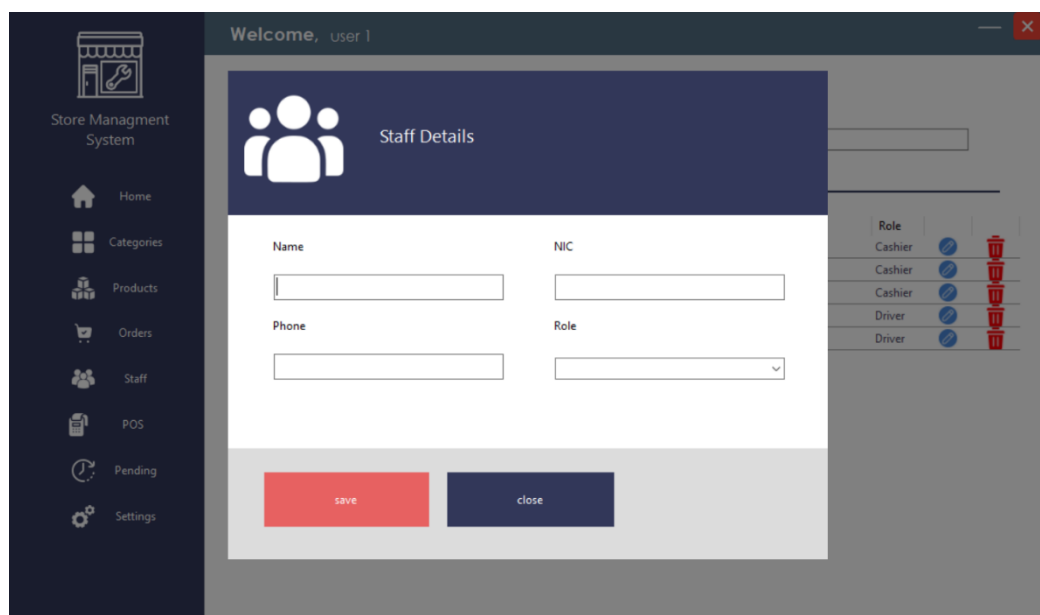 Welcome, user 1
Store Managment
System
Home
Categories
Products
Orders
Staff
POS
Pending
Settings
Staff Details
Name
NIC
Phone
Role
save
close
Role
Cashier
Cashier
Cashier
Driver
Driver